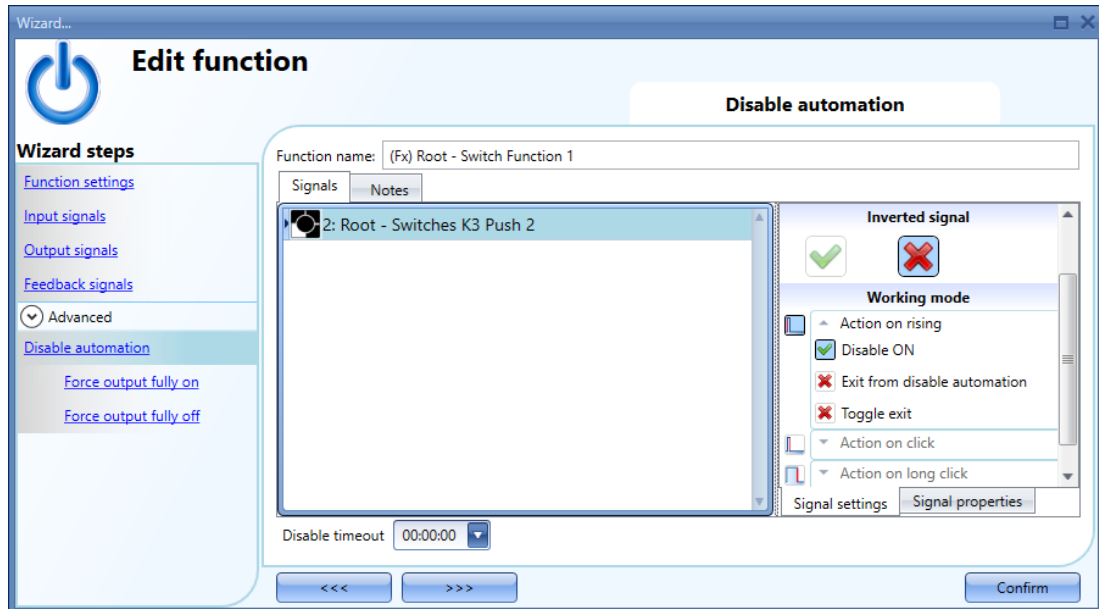 Wizard...
Edit function
Disable automation
Wizard steps
Function settings
Input signals
Output signals
Feedback signals
Advanced
Disable automation
Force output fully on
Force output fully off
Function name: (Fx) Root - Switch Function 1
Signals Notes
2: Root - Switches K3 Push 2
Inverted signal
Working mode
Action on rising
Disable ON
Exit from disable automation
Toggle exit
Action on click
Action on long click
Signal settings Signal properties
Disable timeout 00:00:00
<<< >>> Confirm